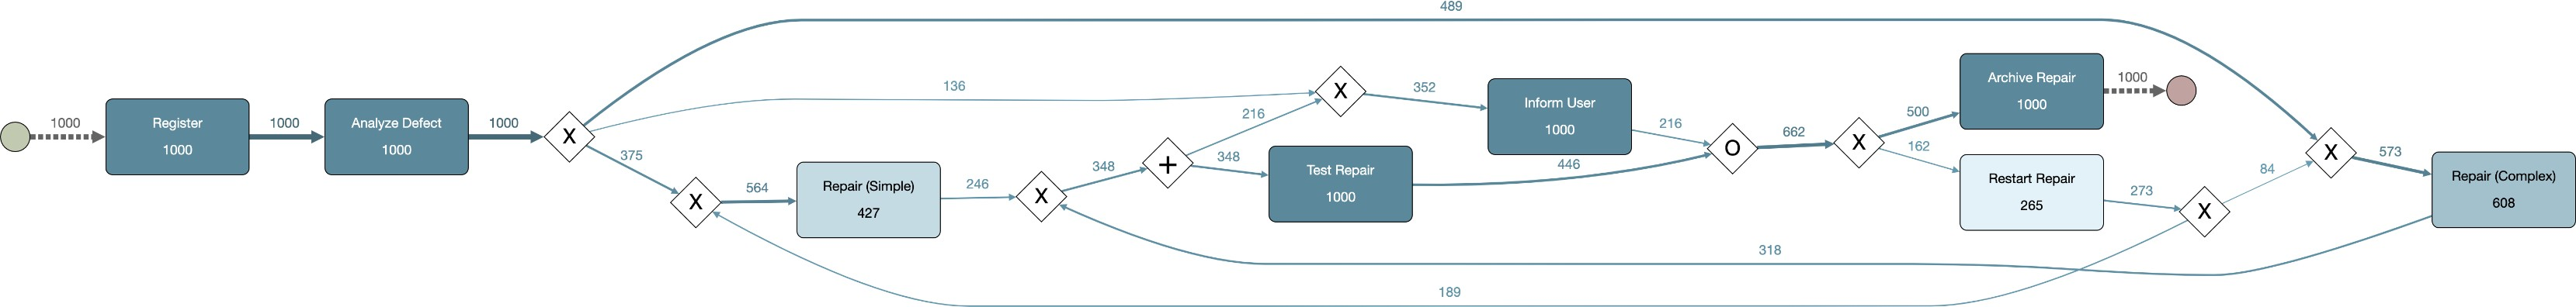 489
1000
Register
1000
1000
Analyze Defect
1000
1000
X
136
375
X
564
Repair (Simple)
427
246
X
348
+
216
348
X
352
Inform User
1000
216
Test Repair
1000
446
O
662
X
500
162
Archive Repair
1000
1000
Restart Repair
265
273
X
84
X
573
Repair (Complex)
608
318
189